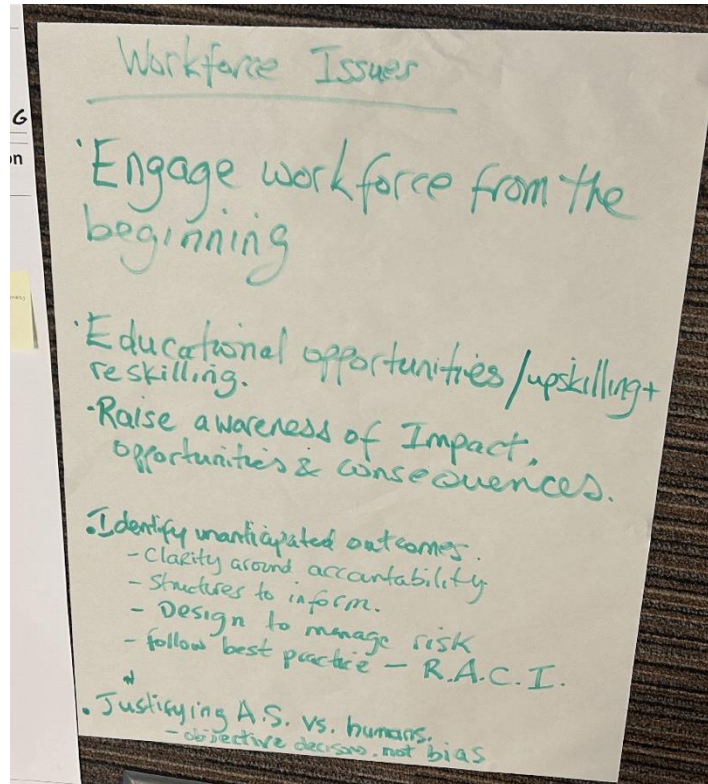 Workforce Issues
G
on
· Engage workforce from the
beginning
· Educational opportunities/upskilling +
reskilling.
· Raise awareness of Impact,
opportunities & consequences.
· Identify unanticipated outcomes.
- Clarity around accountability
- Structures to inform.
- Design to manage risk
- follow best practice - R.A.C.I.
· Justifying A.S. vs. humans.
- objective decisions, not bias